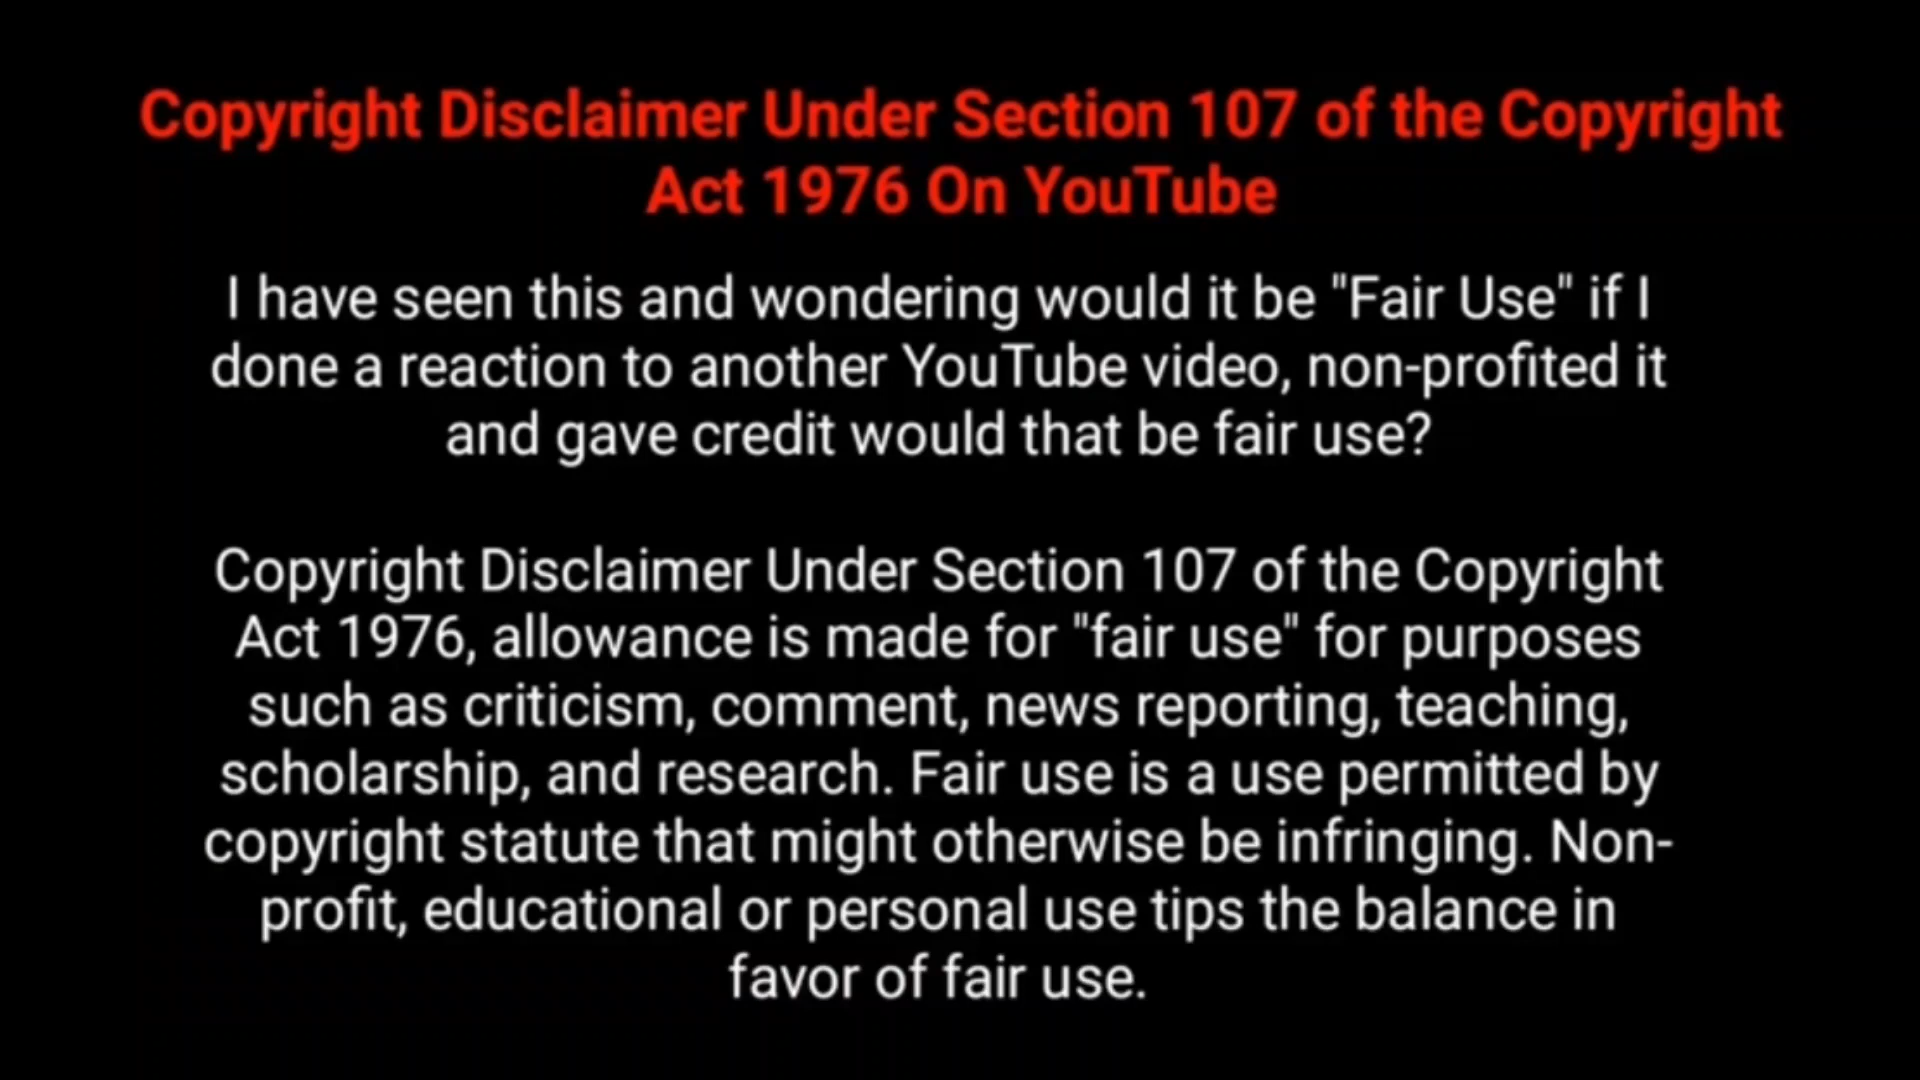 Copyright Disclaimer Under Section 107 of the Copyright
Act 1976 On YouTube
I have seen this and wondering would it be "Fair Use" if I
done a reaction to another YouTube video, non-profited it
and gave credit would that be fair use?
Copyright Disclaimer Under Section 107 of the Copyright
Act 1976, allowance is made for "fair use" for purposes
such as criticism, comment, news reporting, teaching,
scholarship, and research. Fair use is a use permitted by
copyright statute that might otherwise be infringing. Non-
profit, educational or personal use tips the balance in
favor of fair use.